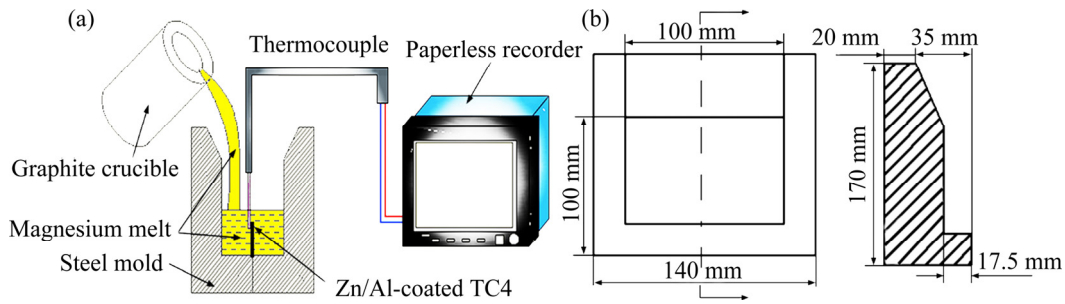 (a)
Thermocouple
Paperless recorder
Graphite crucible
Magnesium melt
Steel mold
Zn/Al-coated TC4
(b)
100 mm
100 mm
140 mm
20 mm
35 mm
170 mm
17.5 mm